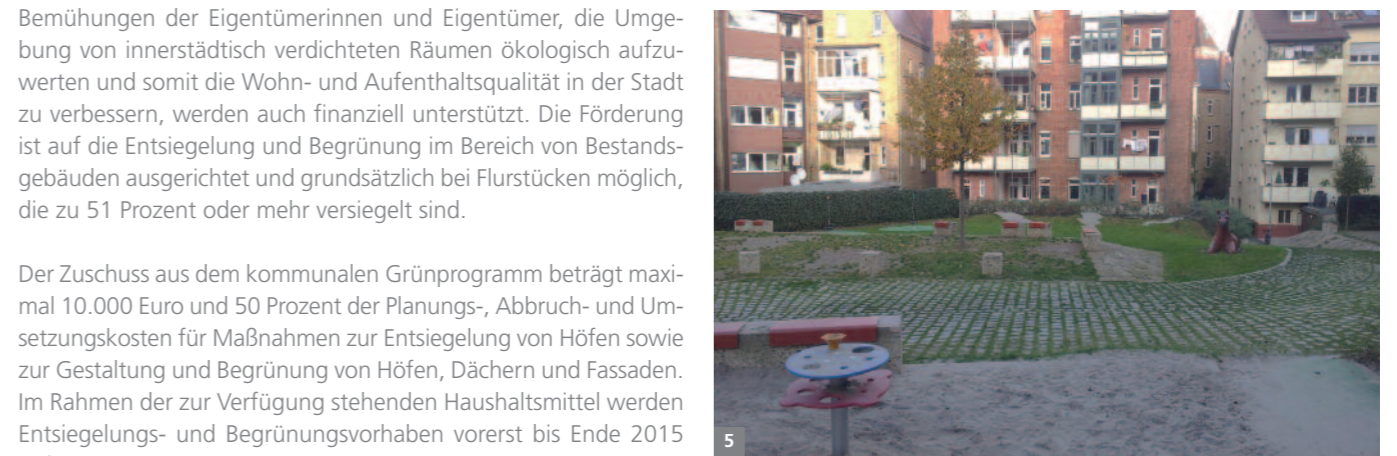 Bemühungen der Eigentümerinnen und Eigentümer, die Umge-
bung von innerstädtisch verdichteten Räumen ökologisch aufzu-
werten und somit die Wohn- und Aufenthaltsqualität in der Stadt
zu verbessern, werden auch finanziell unterstützt. Die Förderung
ist auf die Entsiegelung und Begrünung im Bereich von Bestands-
gebäuden ausgerichtet und grundsätzlich bei Flurstücken möglich,
die zu 51 Prozent oder mehr versiegelt sind.
Der Zuschuss aus dem kommunalen Grünprogramm beträgt maxi-
mal 10.000 Euro und 50 Prozent der Planungs-, Abbruch- und Um-
setzungskosten für Maßnahmen zur Entsiegelung von Höfen sowie
zur Gestaltung und Begrünung von Höfen, Dächern und Fassaden.
Im Rahmen der zur Verfügung stehenden Haushaltsmittel werden
Entsiegelungs- und Begrünungsvorhaben vorerst bis Ende 2015
5